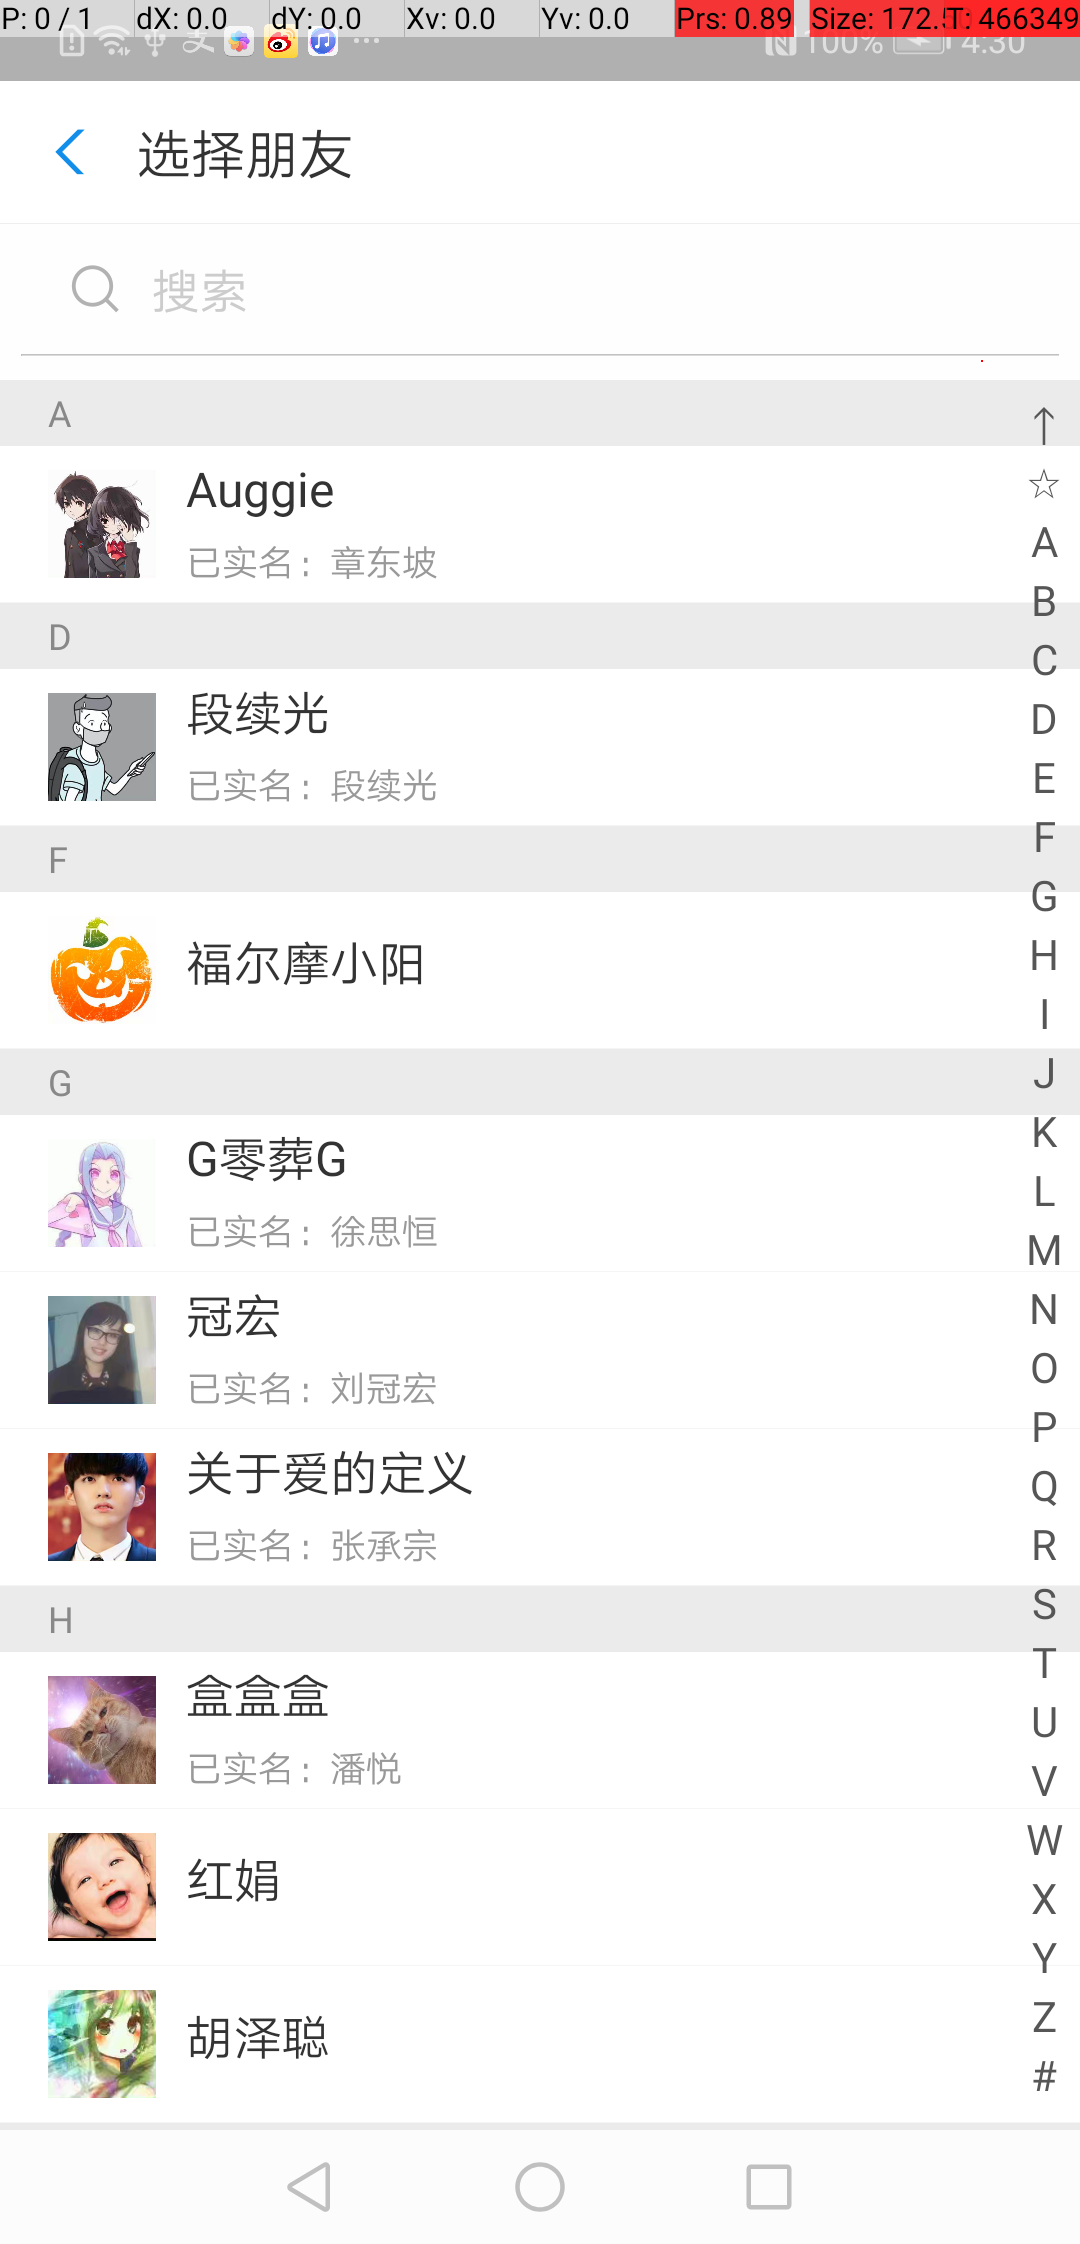 P: 0 / 1 dX: 0.0 dY: 0.0 Xv: 0.0 Yv: 0.0 Prs: 0.89 Size: 172. T: 466349
100% 4:30
选择朋友
搜索
A
Auggie
已实名：章东坡
D
段续光
已实名：段续光
F
福尔摩小阳
G
G零葬G
已实名：徐思恒
冠宏
已实名：刘冠宏
关于爱的定义
已实名：张承宗
H
盒盒盒
已实名：潘悦
红娟
胡泽聪
↑
☆
A
B
C
D
E
F
G
H
I
J
K
L
M
N
O
P
Q
R
S
T
U
V
W
X
Y
Z
#